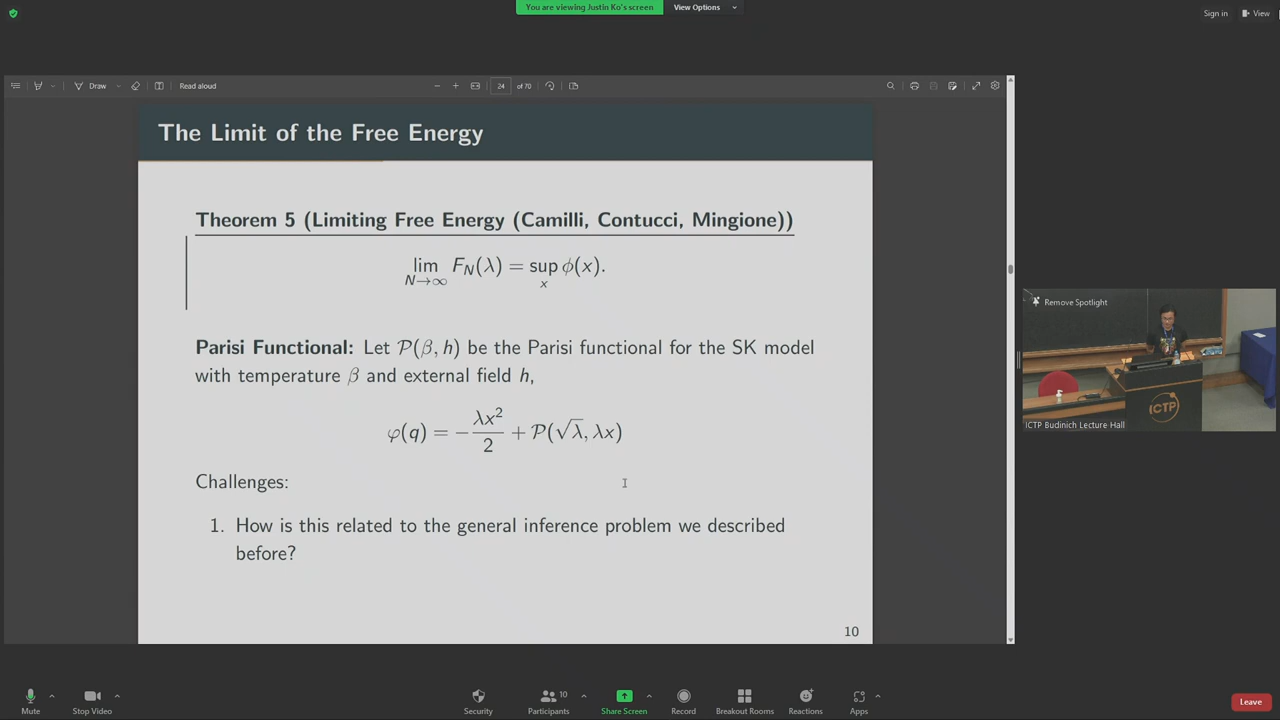 You are viewing Justin Ko's screen
View Options
Sign in
View
Draw
Read aloud
24 of 70
The Limit of the Free Energy
Theorem 5 (Limiting Free Energy (Camilli, Contucci, Mingione))
lim N→∞ F_N(λ) = sup x ϕ(x).
Parisi Functional: Let 𝒫(β, h) be the Parisi functional for the SK model
with temperature β and external field h,
φ(q) = −λx²/2 + 𝒫(√λ, λx)
Challenges:
1. How is this related to the general inference problem we described
before?
10
Remove Spotlight
ICTP
ICTP Budinich Lecture Hall
Mute
Stop Video
Security
Participants
10
Share Screen
Record
Breakout Rooms
Reactions
Apps
Leave